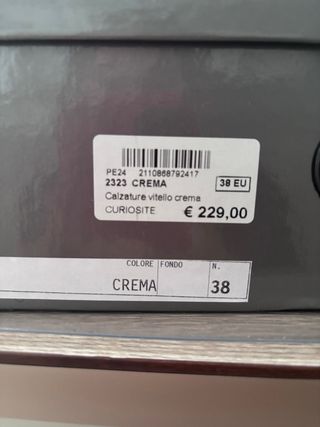 PE24 2110868792417
2323 CREMA 38 EU
Calzature vitello crema
CURIOSITE € 229,00
COLORE FONDO N.
CREMA 38